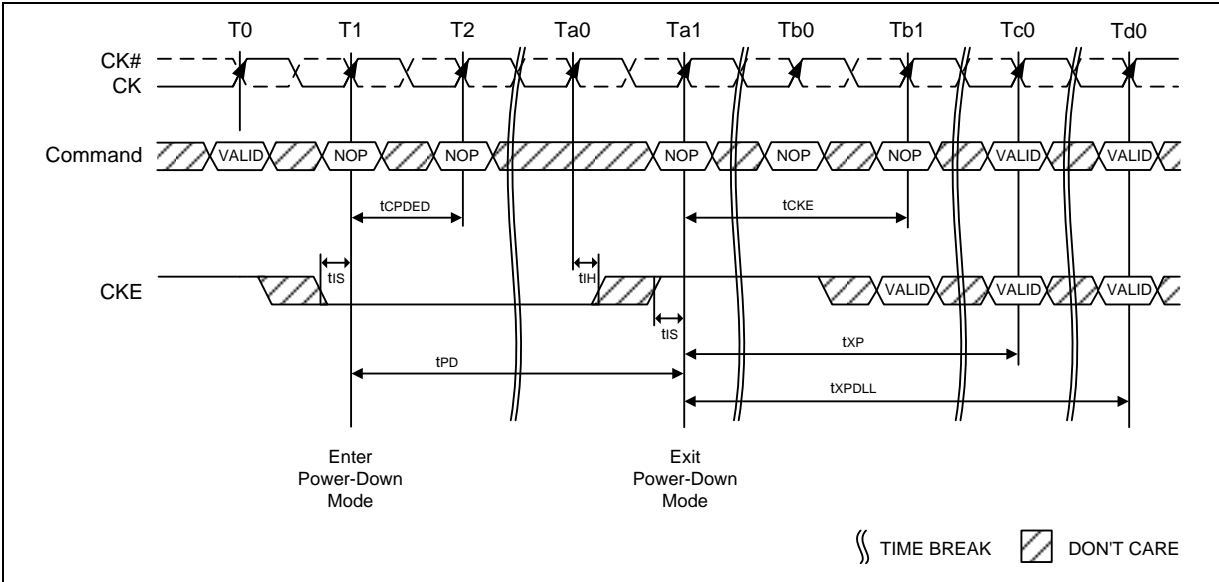 T0 T1 T2 Ta0 Ta1 Tb0 Tb1 Tc0 Td0
CK#
CK
Command VALID NOP NOP NOP NOP NOP VALID VALID
tCPDED tCKE
tIS tIH
CKE VALID VALID VALID
tIS
tXP
tPD
tXPDLL
Enter
Power-Down
Mode
Exit
Power-Down
Mode
TIME BREAK DON'T CARE